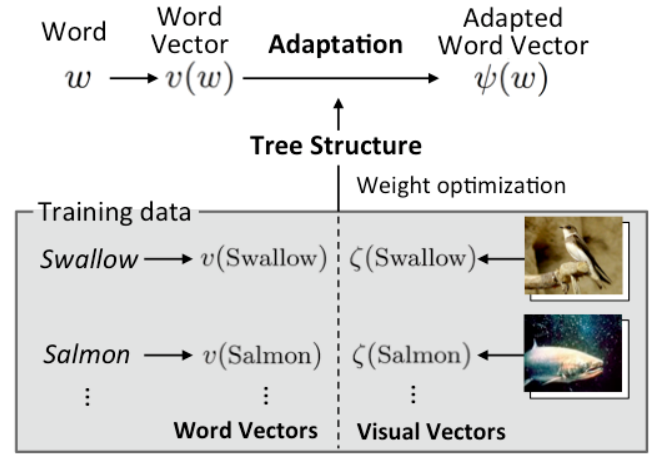 Word
Word
Vector
Adaptation
Adapted
Word Vector
w
v(w)
ψ(w)
Tree Structure
Weight optimization
Training data
Swallow
v(Swallow)
ζ(Swallow)
Salmon
v(Salmon)
ζ(Salmon)
⋮ ⋮ ⋮
Word Vectors
Visual Vectors